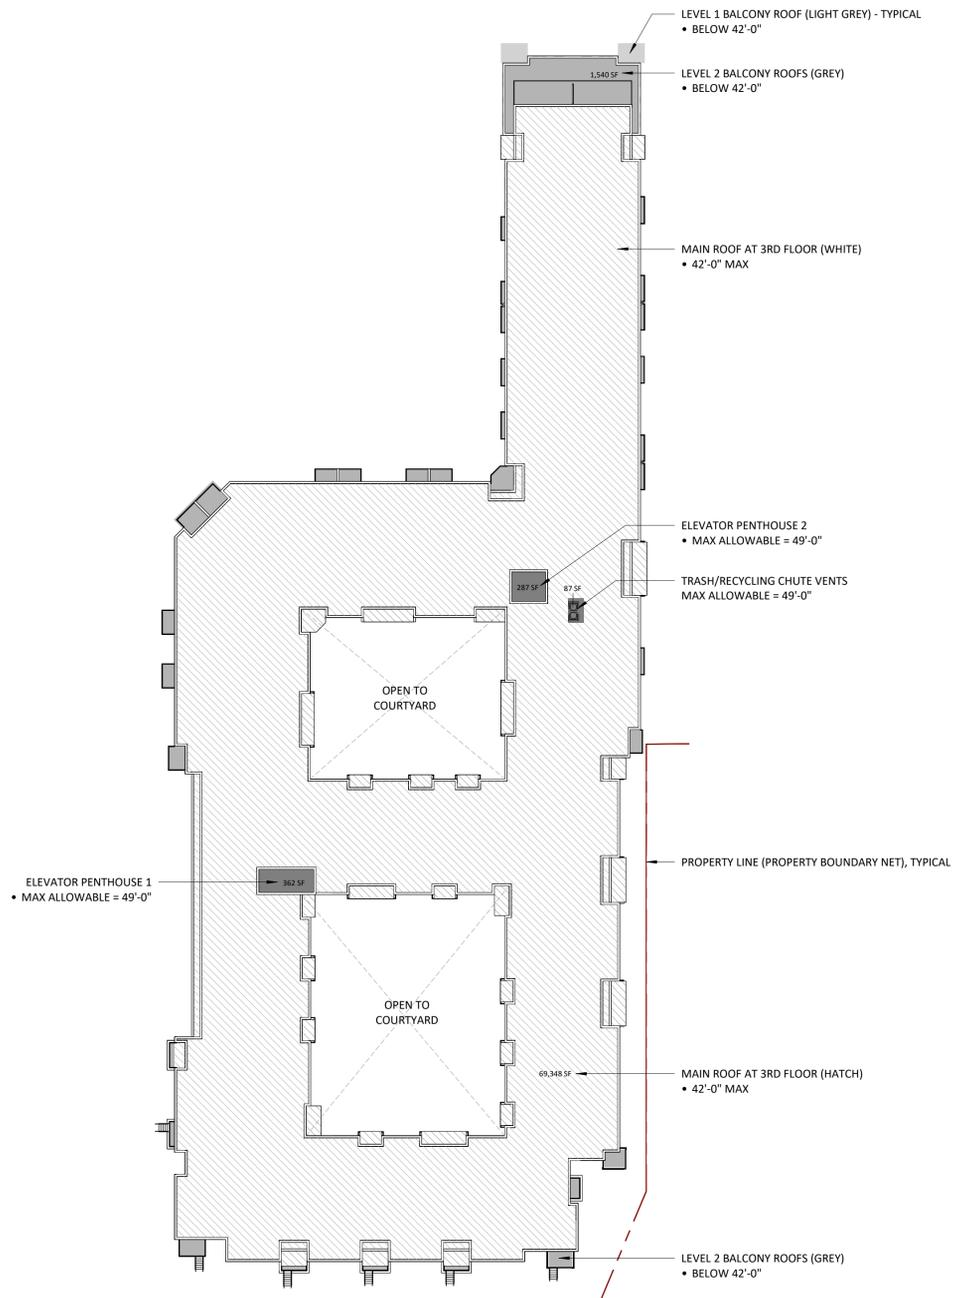 LEVEL 1 BALCONY ROOF (LIGHT GREY) - TYPICAL
• BELOW 42'-0"
1,540 SF
LEVEL 2 BALCONY ROOFS (GREY)
• BELOW 42'-0"
MAIN ROOF AT 3RD FLOOR (WHITE)
• 42'-0" MAX
ELEVATOR PENTHOUSE 2
• MAX ALLOWABLE = 49'-0"
287 SF
87 SF
TRASH/RECYCLING CHUTE VENTS
MAX ALLOWABLE = 49'-0"
OPEN TO
COURTYARD
PROPERTY LINE (PROPERTY BOUNDARY NET), TYPICAL
ELEVATOR PENTHOUSE 1
• MAX ALLOWABLE = 49'-0"
362 SF
OPEN TO
COURTYARD
69,348 SF
MAIN ROOF AT 3RD FLOOR (HATCH)
• 42'-0" MAX
LEVEL 2 BALCONY ROOFS (GREY)
• BELOW 42'-0"